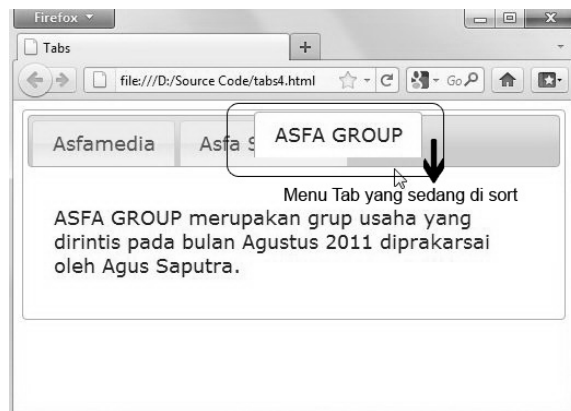 Firefox
Tabs
file:///D:/Source Code/tabs4.html
Go
Asfamedia
Asfa S
ASFA GROUP
Menu Tab yang sedang di sort
ASFA GROUP merupakan grup usaha yang
dirintis pada bulan Agustus 2011 diprakarsai
oleh Agus Saputra.